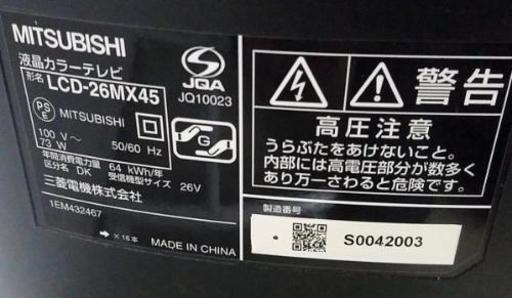 MITSUBISHI
液晶カラーテレビ
形名 LCD-26MX45
JQA
JQ10023
PS
E
MITSUBISHI
100 V～
73 W
50/60 Hz
G
年間消費電力量 64 kWh/年
区分名 DK 受信機型サイズ 26V
三菱電機株式会社
1EM432467
→ ×16本
MADE IN CHINA
警告
高圧注意
うらぶたをあけないこと。
内部には高電圧部分が数多く
あり万一さわると危険です。
製造番号
S0042003